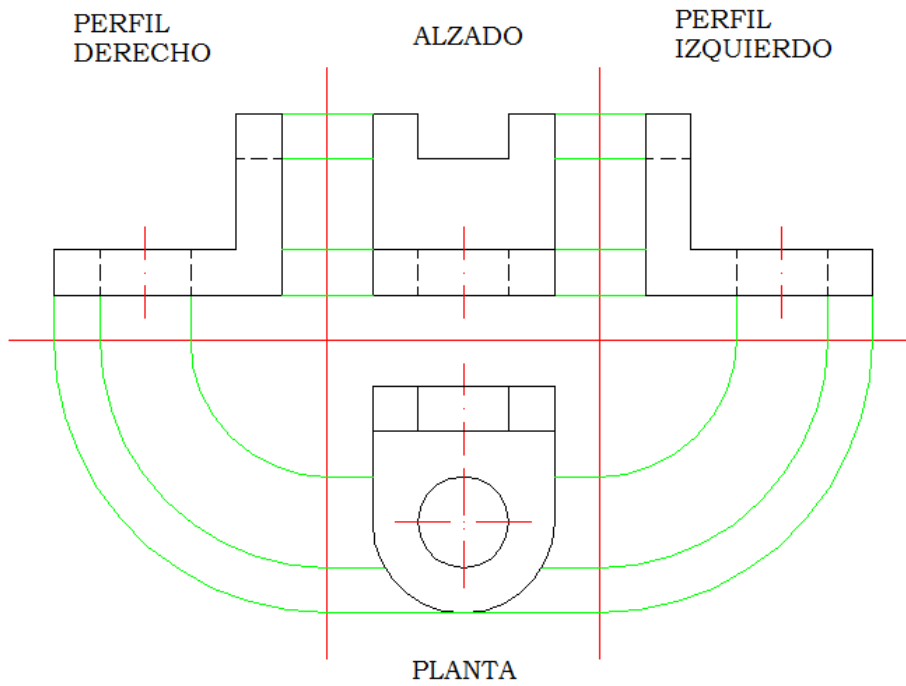 PERFIL
DERECHO
ALZADO
PERFIL
IZQUIERDO
PLANTA